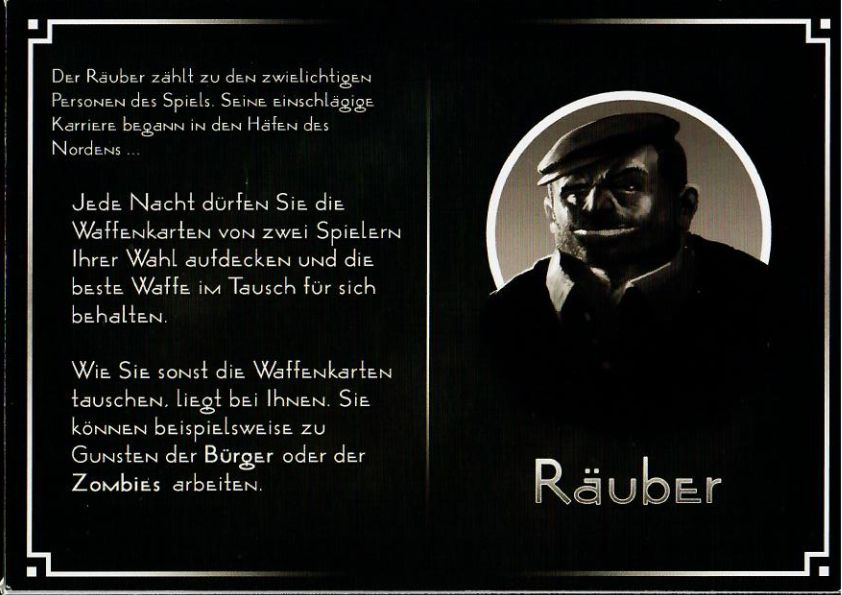 Der Räuber zählt zu den zwielichtigen
Personen des Spiels. Seine einschlägige
Karriere begann in den Häfen des
Nordens ...
Jede Nacht dürfen Sie die
Waffenkarten von zwei Spielern
Ihrer Wahl aufdecken und die
beste Waffe im Tausch für sich
behalten.
Wie Sie sonst die Waffenkarten
tauschen, liegt bei Ihnen. Sie
können beispielsweise zu
Gunsten der Bürger oder der
Zombies arbeiten.
Räuber